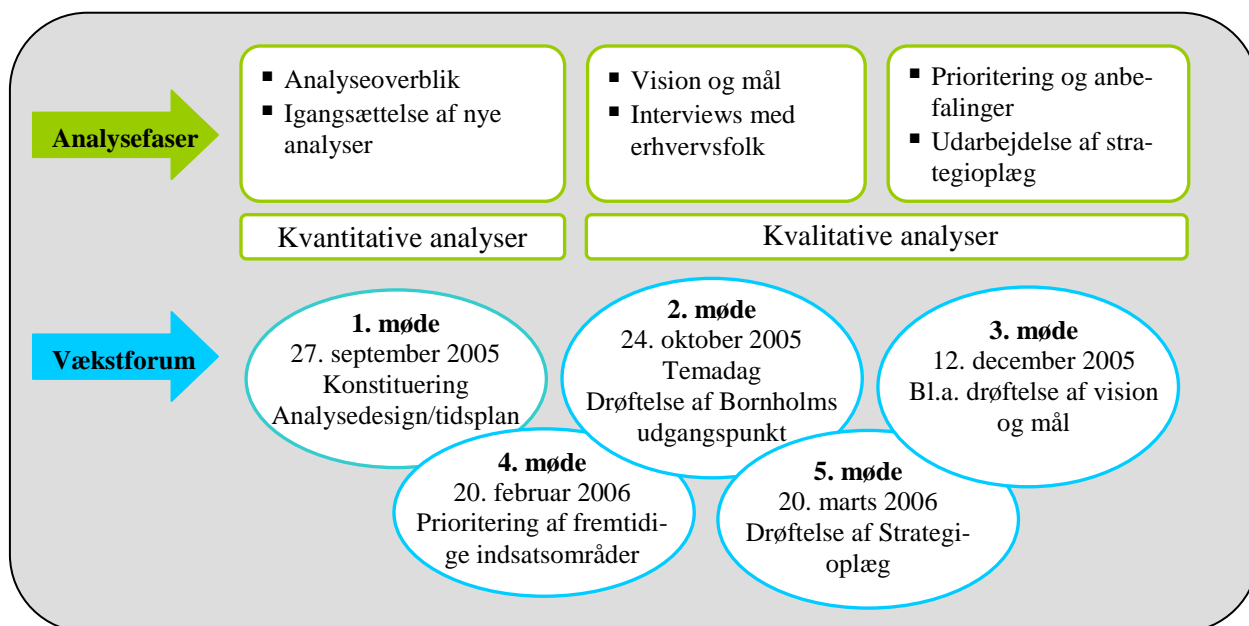 Analysefaser
▪ Analyseoverblik
▪ Igangsættelse af nye
analyser
▪ Vision og mål
▪ Interviews med
erhvervsfolk
▪ Prioritering og anbe-
falinger
▪ Udarbejdelse af stra-
tegioplæg
Kvantitative analyser
Kvalitative analyser
Vækstforum
1. møde
27. september 2005
Konstituering
Analysedesign/tidsplan
2. møde
24. oktober 2005
Temadag
Drøftelse af Bornholms
udgangspunkt
3. møde
12. december 2005
Bl.a. drøftelse af vision
og mål
4. møde
20. februar 2006
Prioritering af fremtidi-
ge indsatsområder
5. møde
20. marts 2006
Drøftelse af Strategi-
oplæg